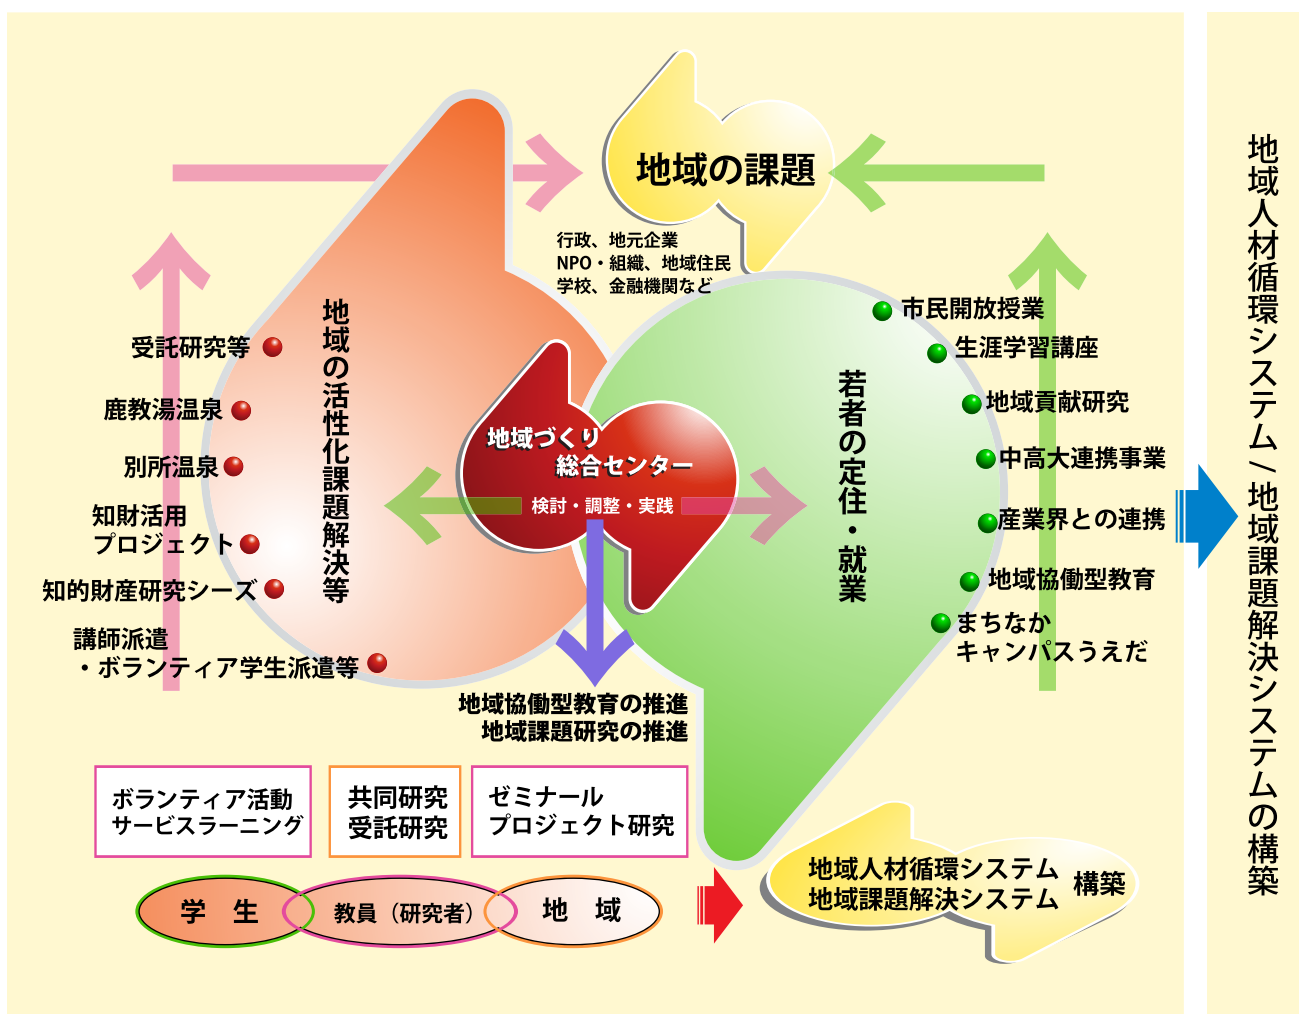 地域の課題
行政、地元企業
NPO・組織、地域住民
学校、金融機関など
地域の活性化課題解決等
受託研究等
鹿教湯温泉
別所温泉
知財活用
プロジェクト
知的財産研究シーズ
講師派遣
・ボランティア学生派遣等
地域づくり
総合センター
検討・調整・実践
若者の定住・就業
市民開放授業
生涯学習講座
地域貢献研究
中高大連携事業
産業界との連携
地域協働型教育
まちなか
キャンパスうえだ
地域協働型教育の推進
地域課題研究の推進
ボランティア活動
サービスラーニング
共同研究
受託研究
ゼミナール
プロジェクト研究
学 生
教員（研究者）
地 域
地域人材循環システム
地域課題解決システム
構築
地域人材循環システム/地域課題解決システムの構築